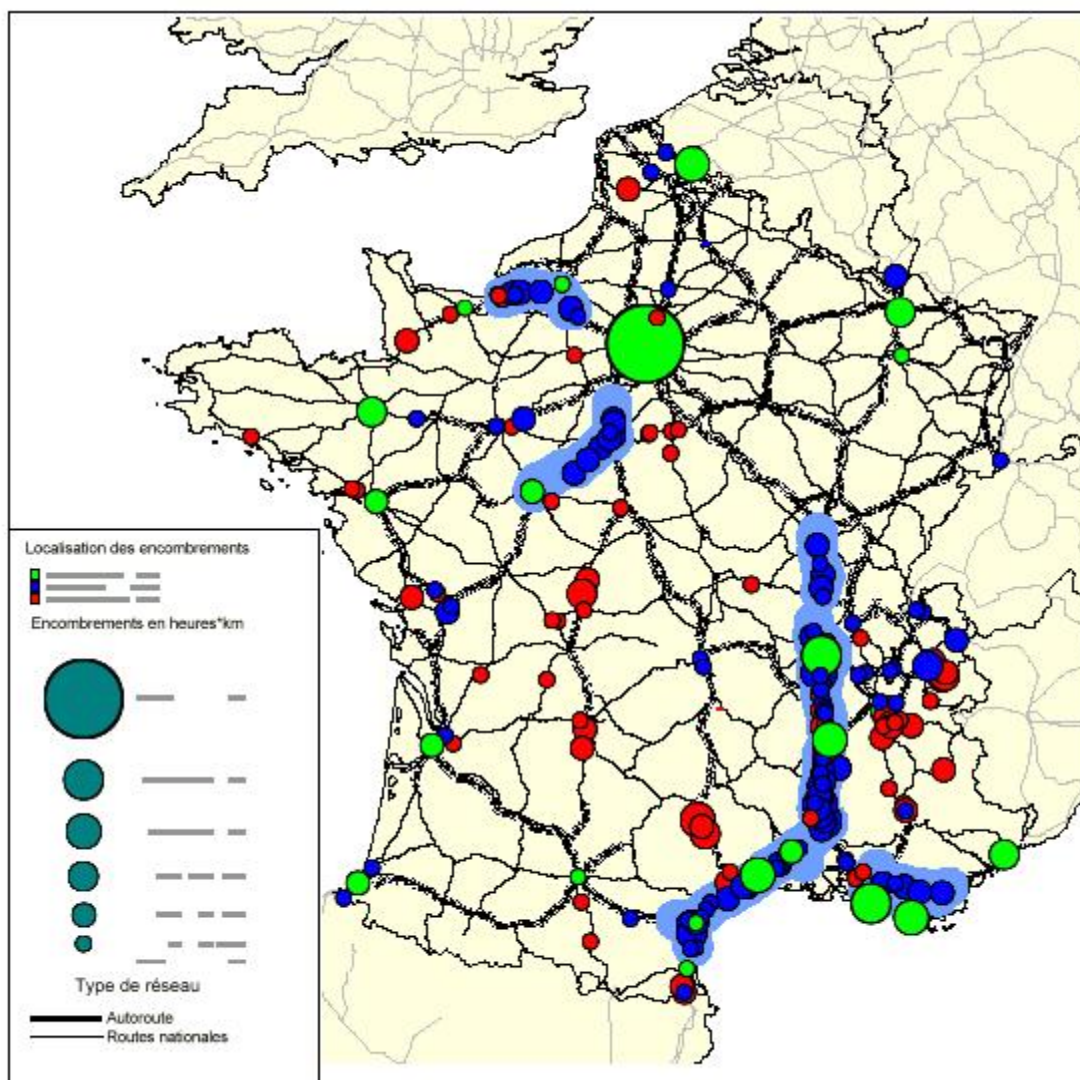 Localisation des encombrements
Encombrements en heures*km
Type de réseau
Autoroute
Routes nationales